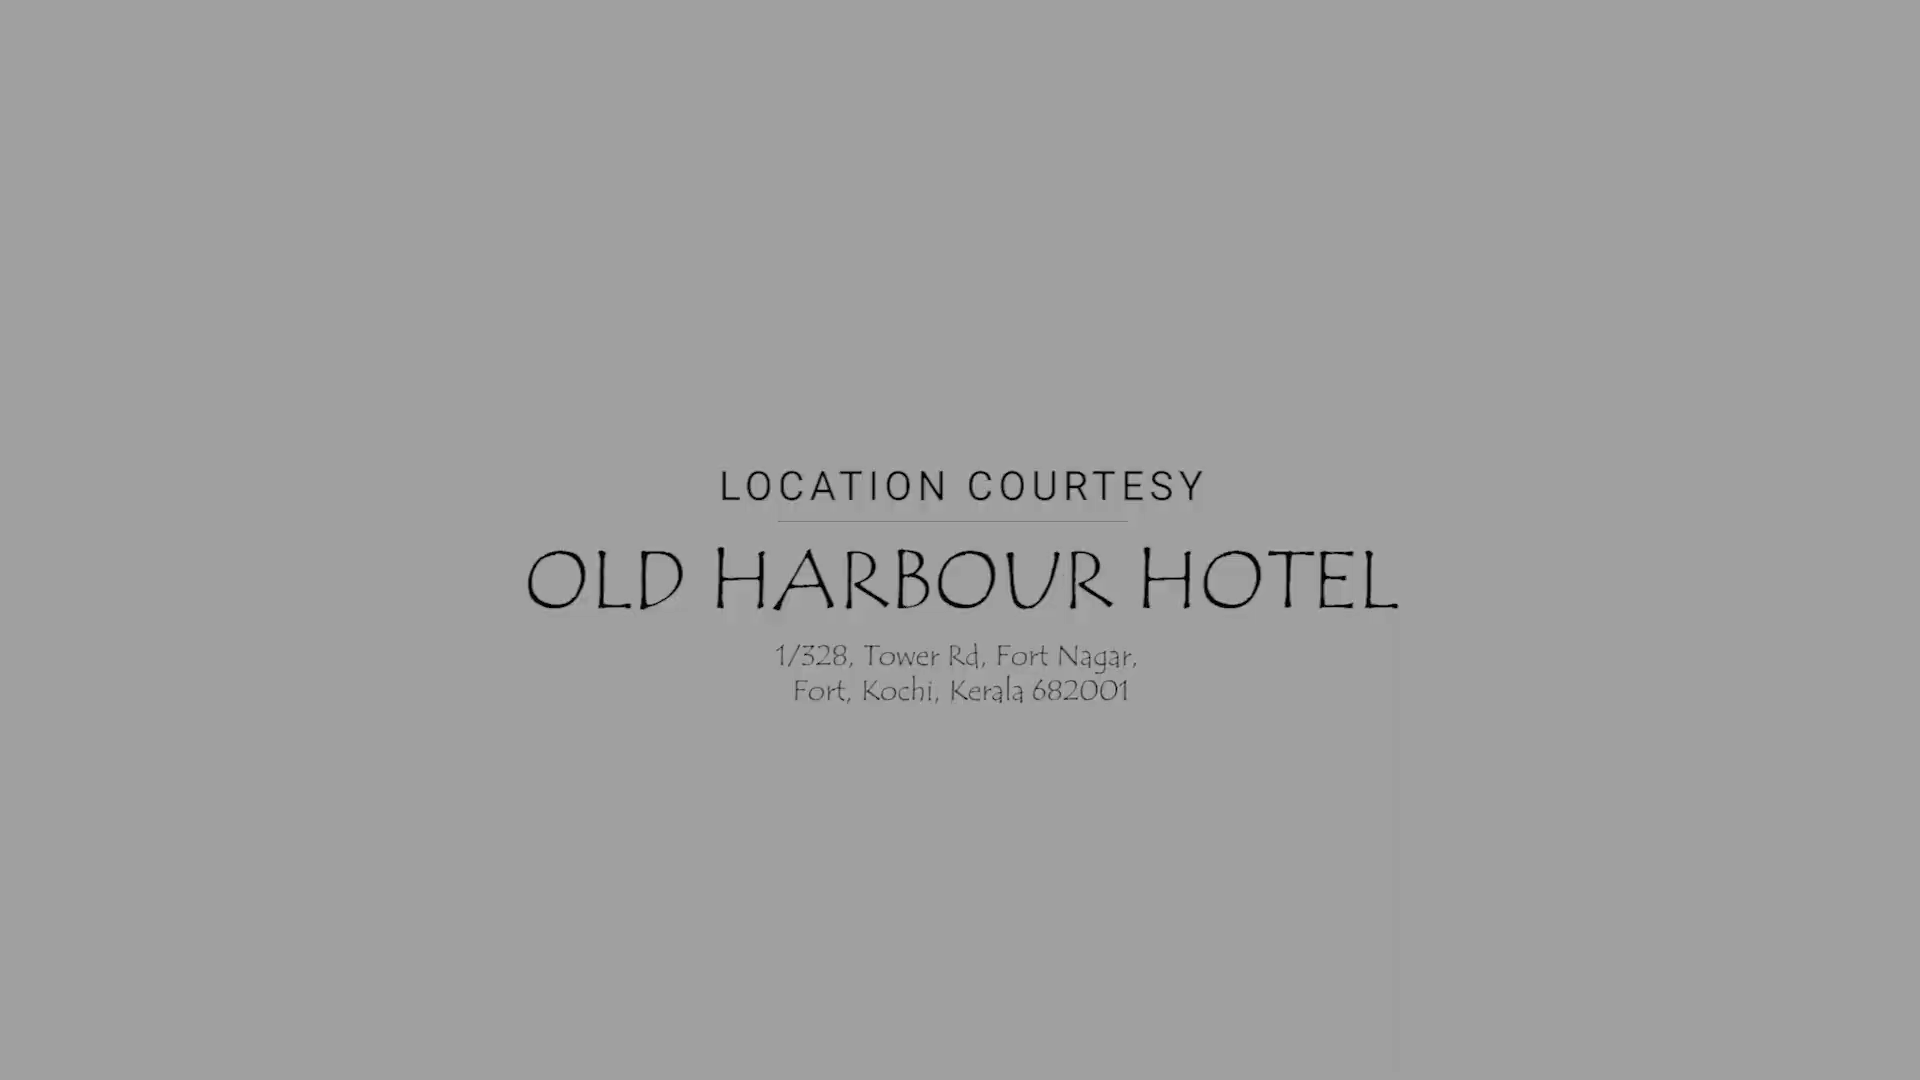 LOCATION COURTESY
OLD HARBOUR HOTEL
1/328, Tower Rd, Fort Nagar,
Fort, Kochi, Kerala 682001